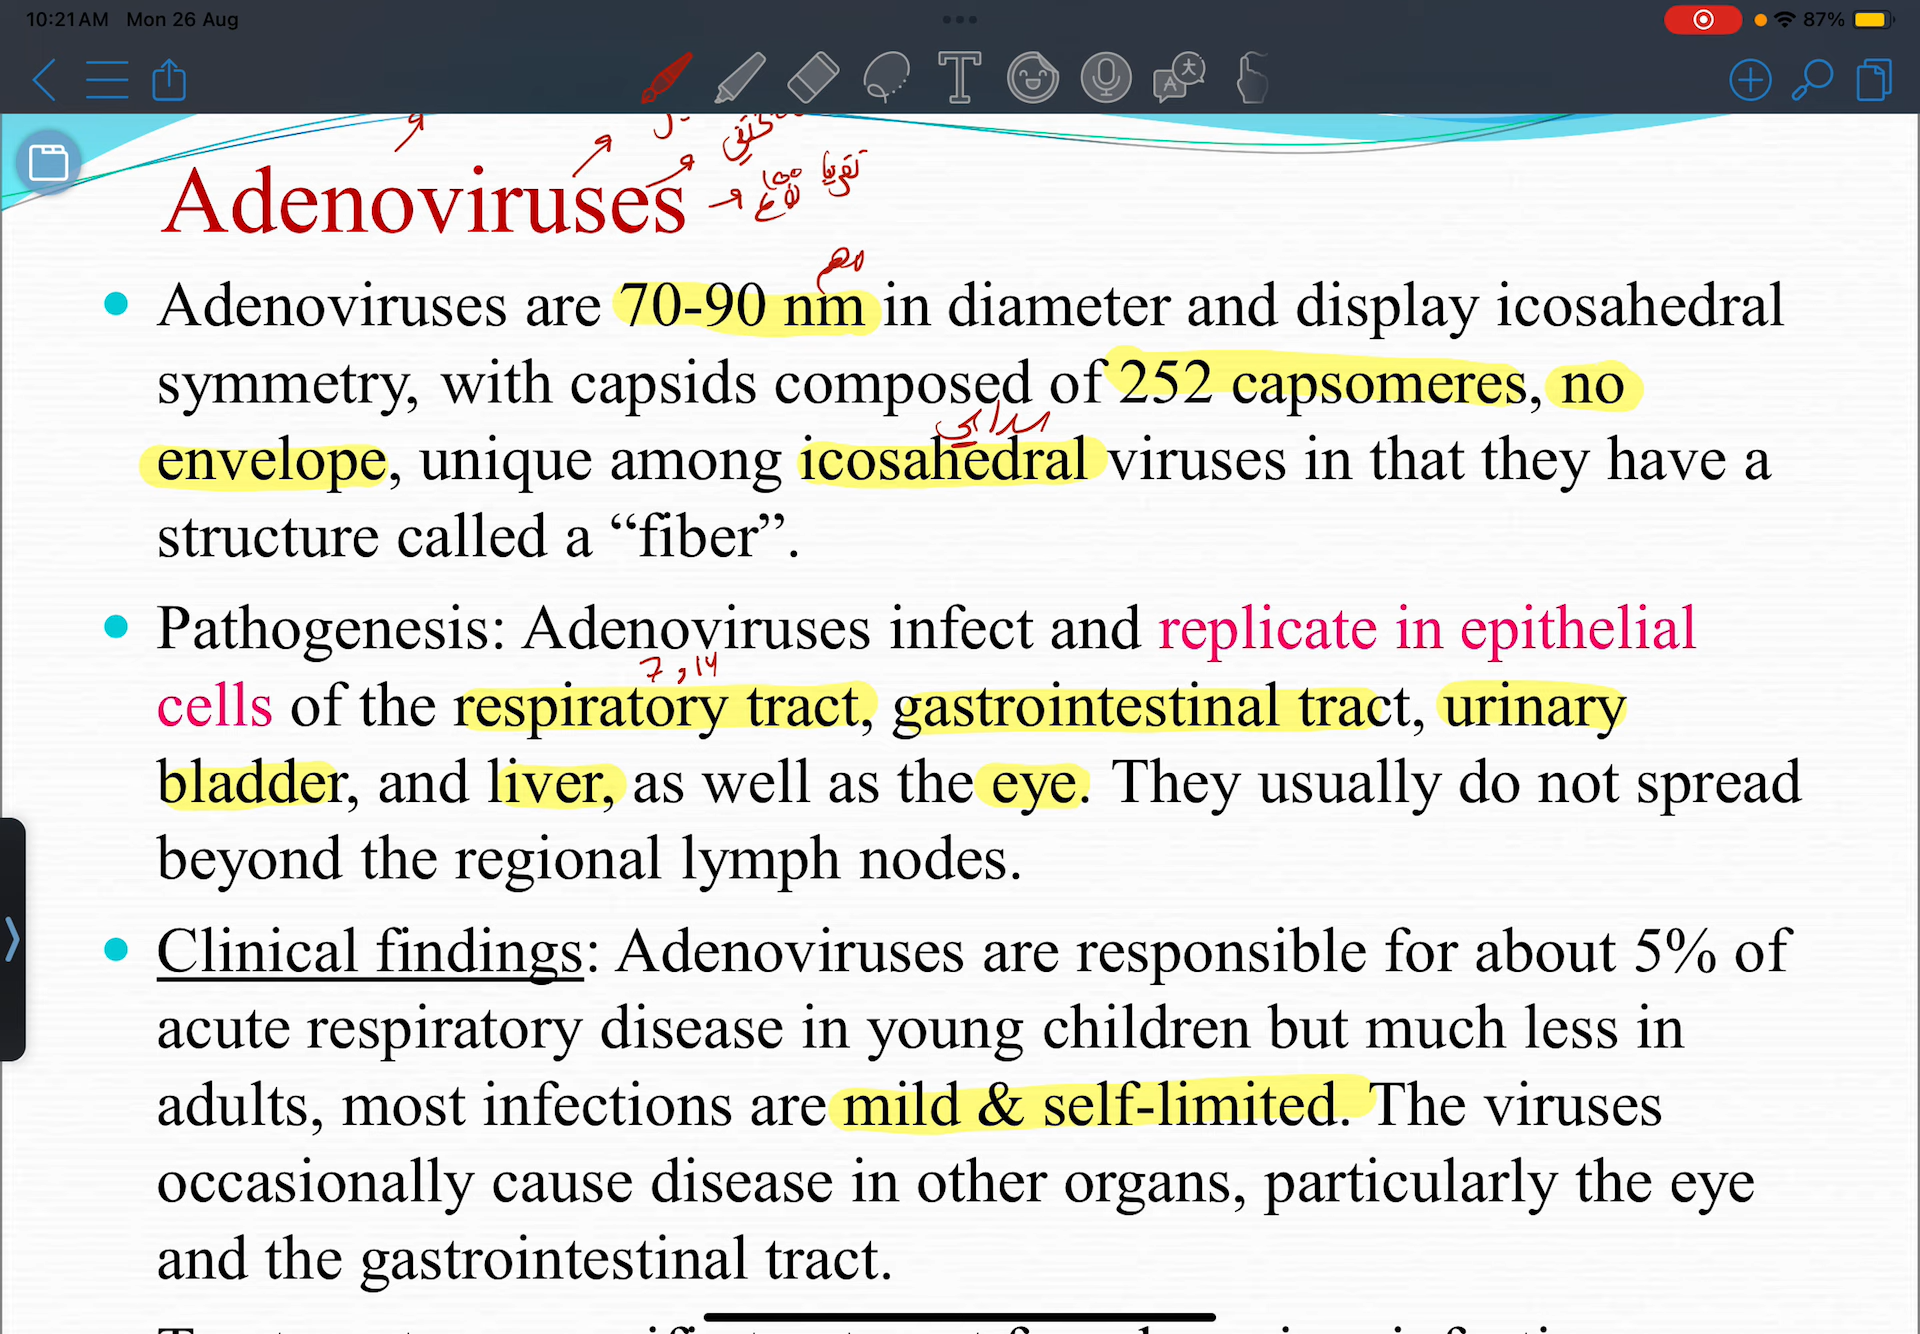 10:21 AM Mon 26 Aug
87%
تقريبا ١٥٥ نوع
Adenoviruses
مهم
Adenoviruses are 70-90 nm in diameter and display icosahedral
symmetry, with capsids composed of 252 capsomeres, no
envelope, unique among icosahedral viruses in that they have a
structure called a “fiber”.
Pathogenesis: Adenoviruses infect and replicate in epithelial
7 , 14
cells of the respiratory tract, gastrointestinal tract, urinary
bladder, and liver, as well as the eye. They usually do not spread
beyond the regional lymph nodes.
Clinical findings: Adenoviruses are responsible for about 5% of
acute respiratory disease in young children but much less in
adults, most infections are mild & self-limited. The viruses
occasionally cause disease in other organs, particularly the eye
and the gastrointestinal tract.